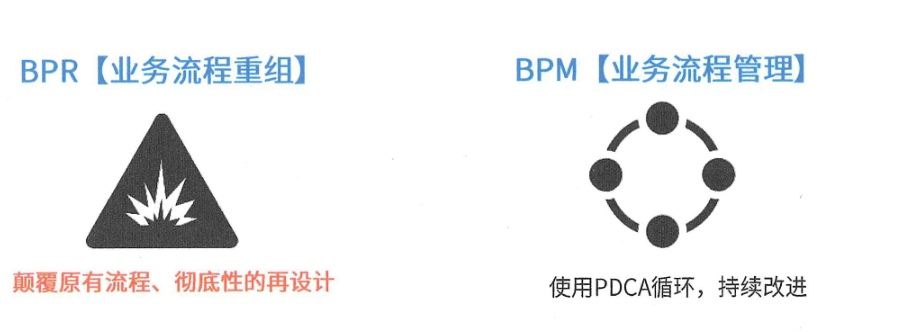 BPR【业务流程重组】
BPM【业务流程管理】
颠覆原有流程、彻底性的再设计
使用PDCA循环，持续改进